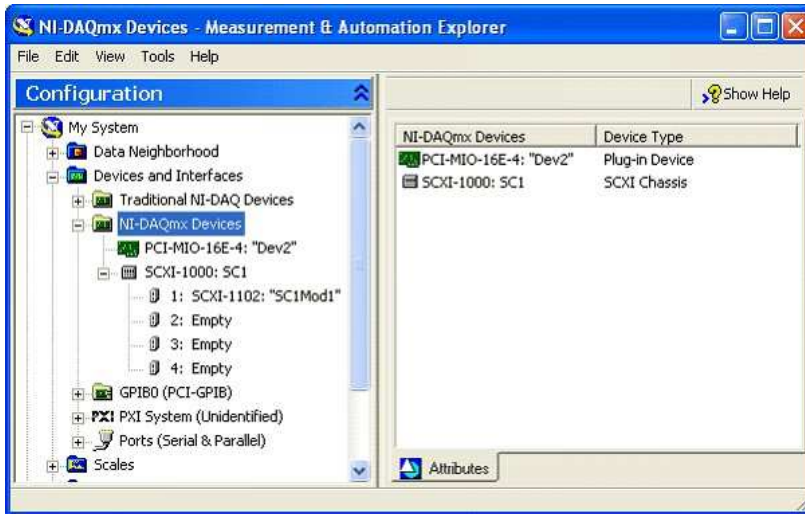 NI-DAQmx Devices - Measurement & Automation Explorer
File Edit View Tools Help
Configuration
My System
Data Neighborhood
Devices and Interfaces
Traditional NI-DAQ Devices
NI-DAQmx Devices
PCI-MIO-16E-4: "Dev2"
SCXI-1000: SC1
1: SCXI-1102: "SC1Mod1"
2: Empty
3: Empty
4: Empty
GPIB0 (PCI-GPIB)
PXI PXI System (Unidentified)
Ports (Serial & Parallel)
Scales
Show Help
NI-DAQmx Devices Device Type
PCI-MIO-16E-4: "Dev2" Plug-in Device
SCXI-1000: SC1 SCXI Chassis
Attributes